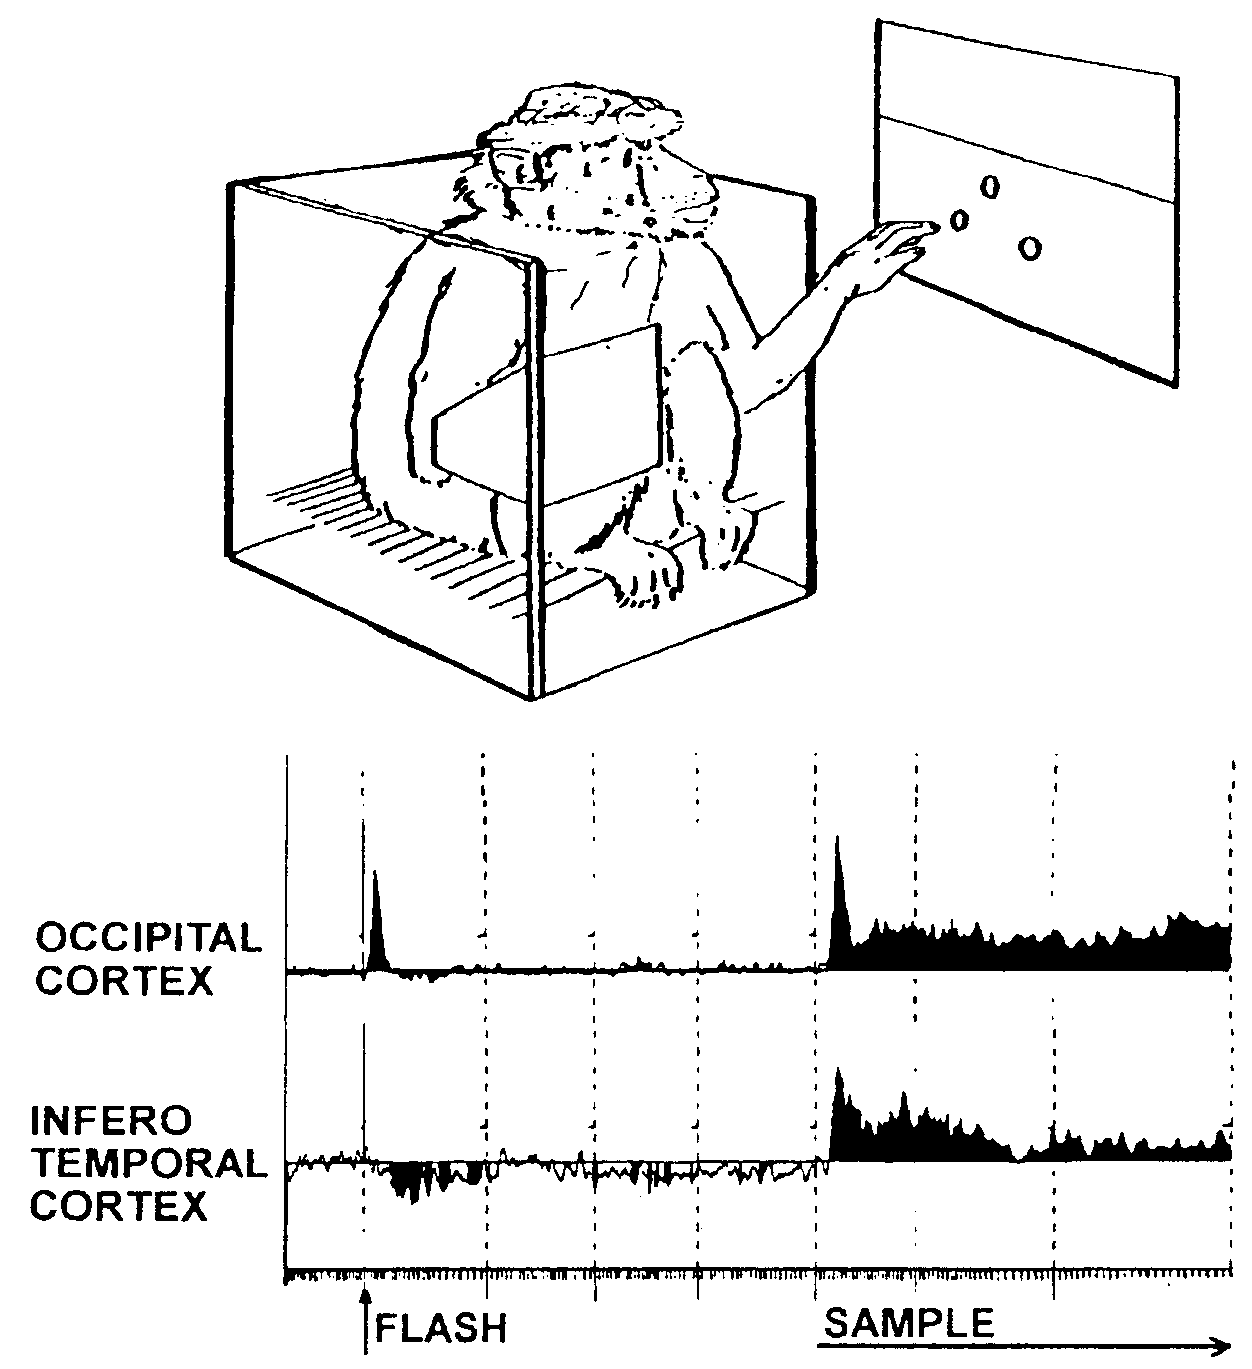 OCCIPITAL
CORTEX
INFERO
TEMPORAL
CORTEX
FLASH
SAMPLE